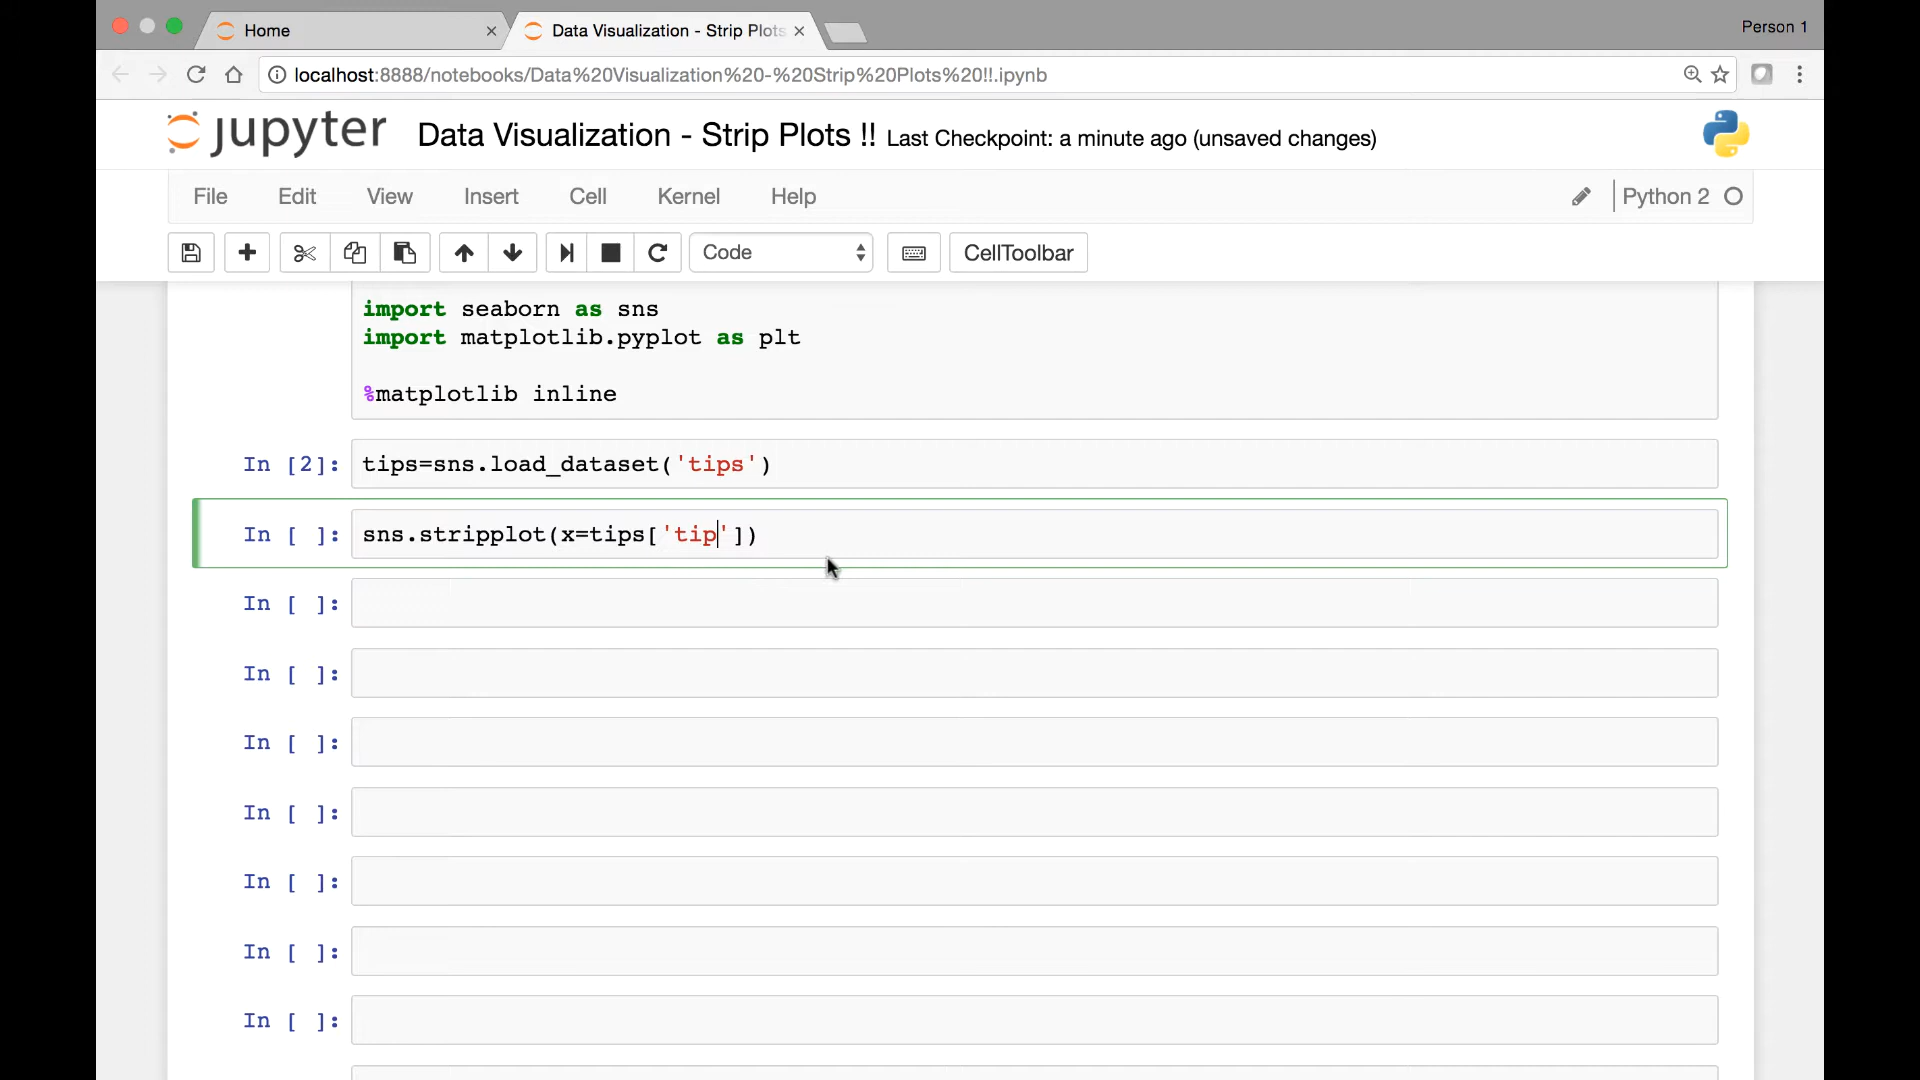 Home
Data Visualization - Strip Plots
Person 1
localhost:8888/notebooks/Data%20Visualization%20-%20Strip%20Plots%20!!.ipynb
jupyter Data Visualization - Strip Plots !! Last Checkpoint: a minute ago (unsaved changes)
File Edit View Insert Cell Kernel Help Python 2
Code CellToolbar
import seaborn as sns
import matplotlib.pyplot as plt
%matplotlib inline
In [2]: tips=sns.load_dataset('tips')
In [ ]: sns.stripplot(x=tips['tip'])
In [ ]:
In [ ]:
In [ ]:
In [ ]:
In [ ]:
In [ ]:
In [ ]: